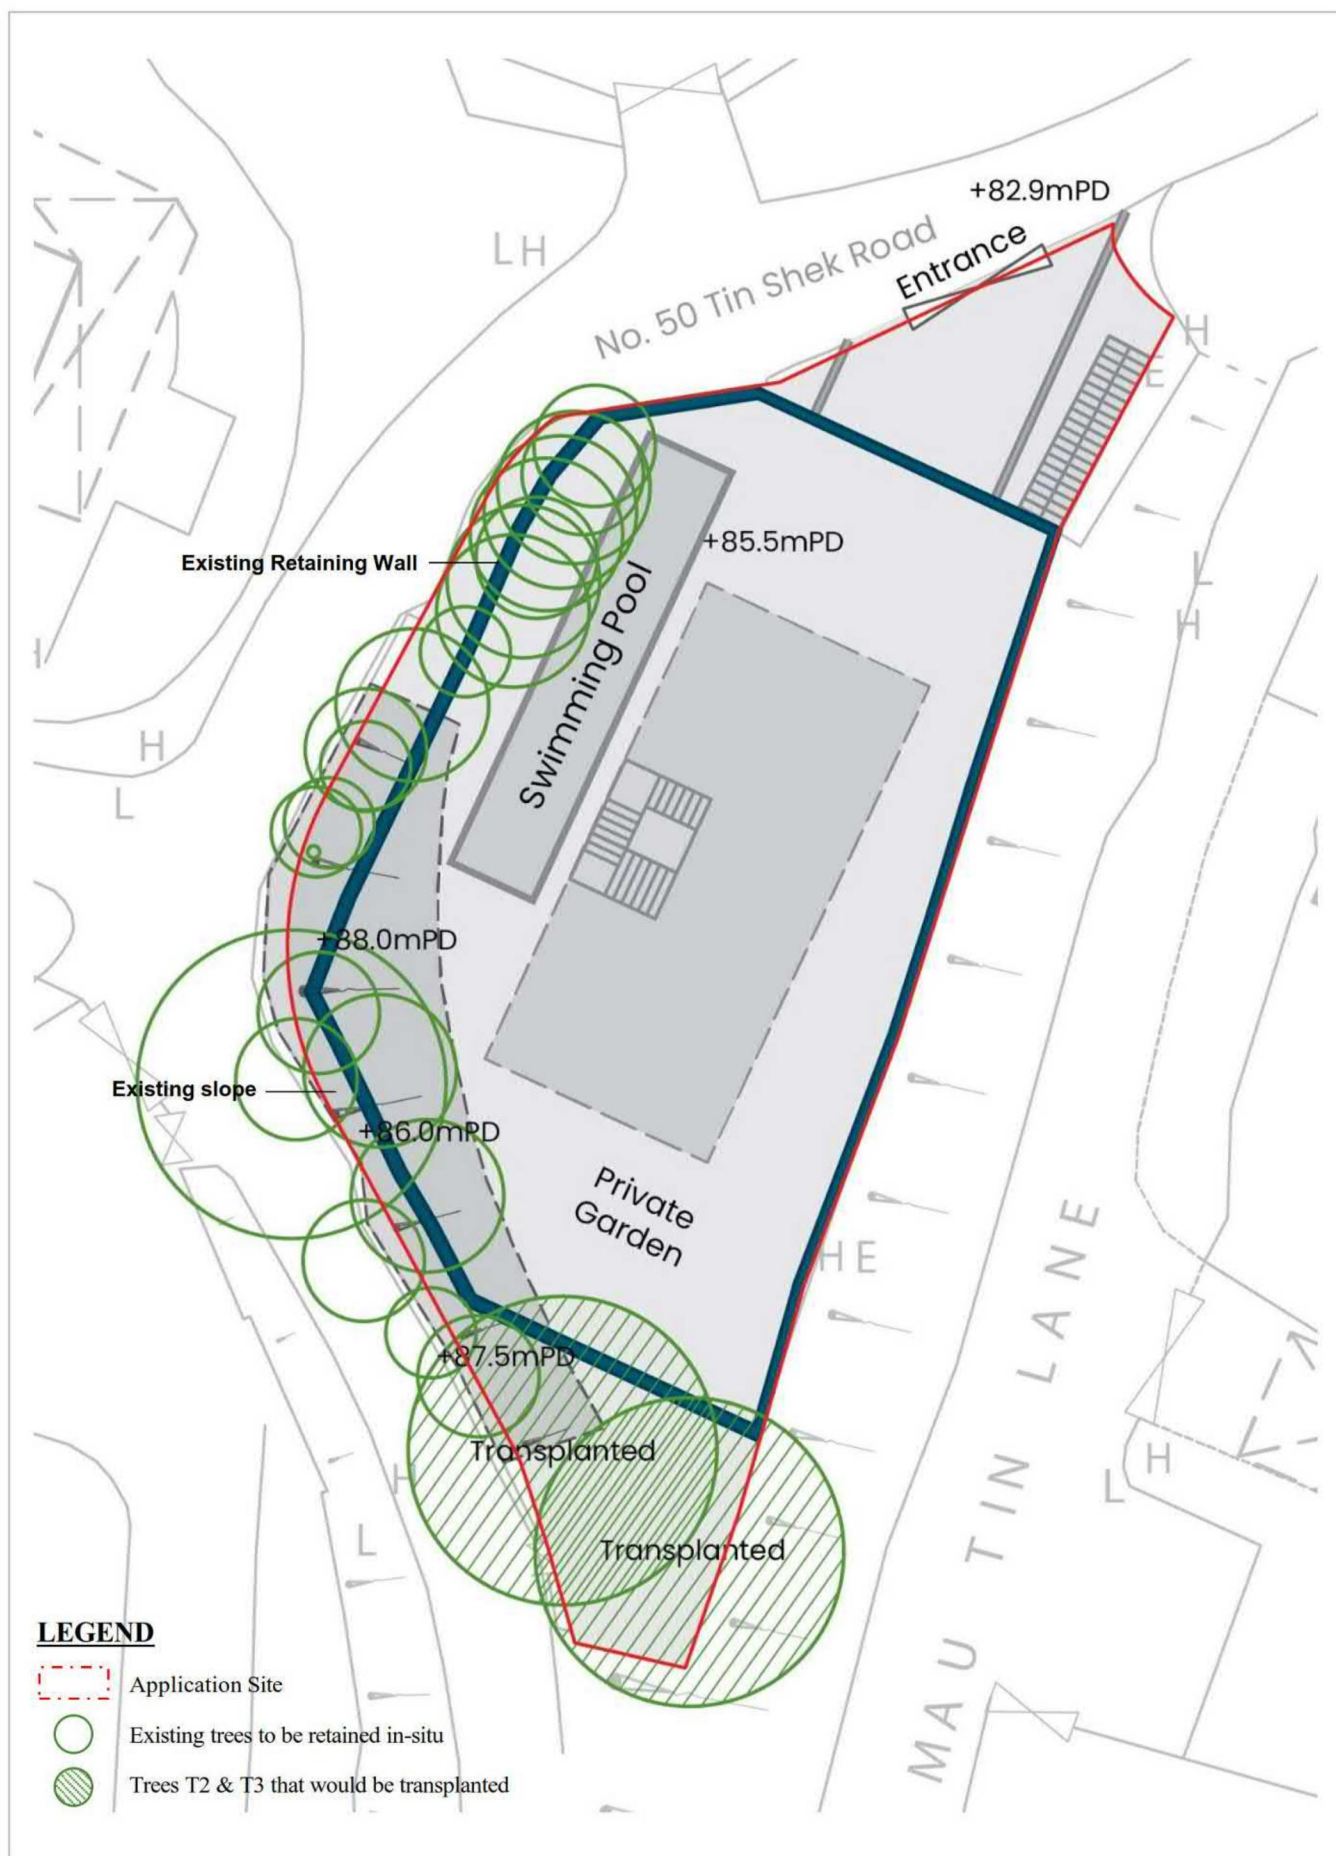 +82.9mPD
LH
No. 50 Tin Shek Road
Entrance
H
E
Existing Retaining Wall
+85.5mPD
Swimming Pool
L
H
H
L
+88.0mPD
Existing slope
+86.0mPD
Private
Garden
HE
+87.5mPD
Transplanted
H
L
H
L
Transplanted
MAU TIN LANE
LEGEND
Application Site
Existing trees to be retained in-situ
Trees T2 & T3 that would be transplanted